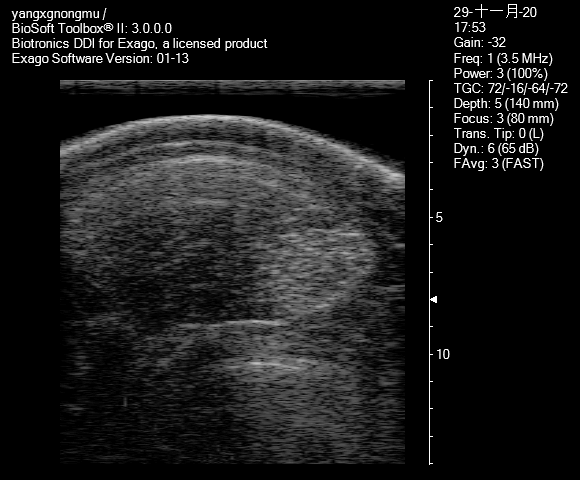 yangxgnongmu /
BioSoft Toolbox® II: 3.0.0.0
Biotronics DDI for Exago, a licensed product
Exago Software Version: 01-13
29-十一月-20
17:53
Gain: -32
Freq: 1 (3.5 MHz)
Power: 3 (100%)
TGC: 72/-16/-64/-72
Depth: 5 (140 mm)
Focus: 3 (80 mm)
Trans. Tip: 0 (L)
Dyn.: 6 (65 dB)
FAvg: 3 (FAST)
5
10